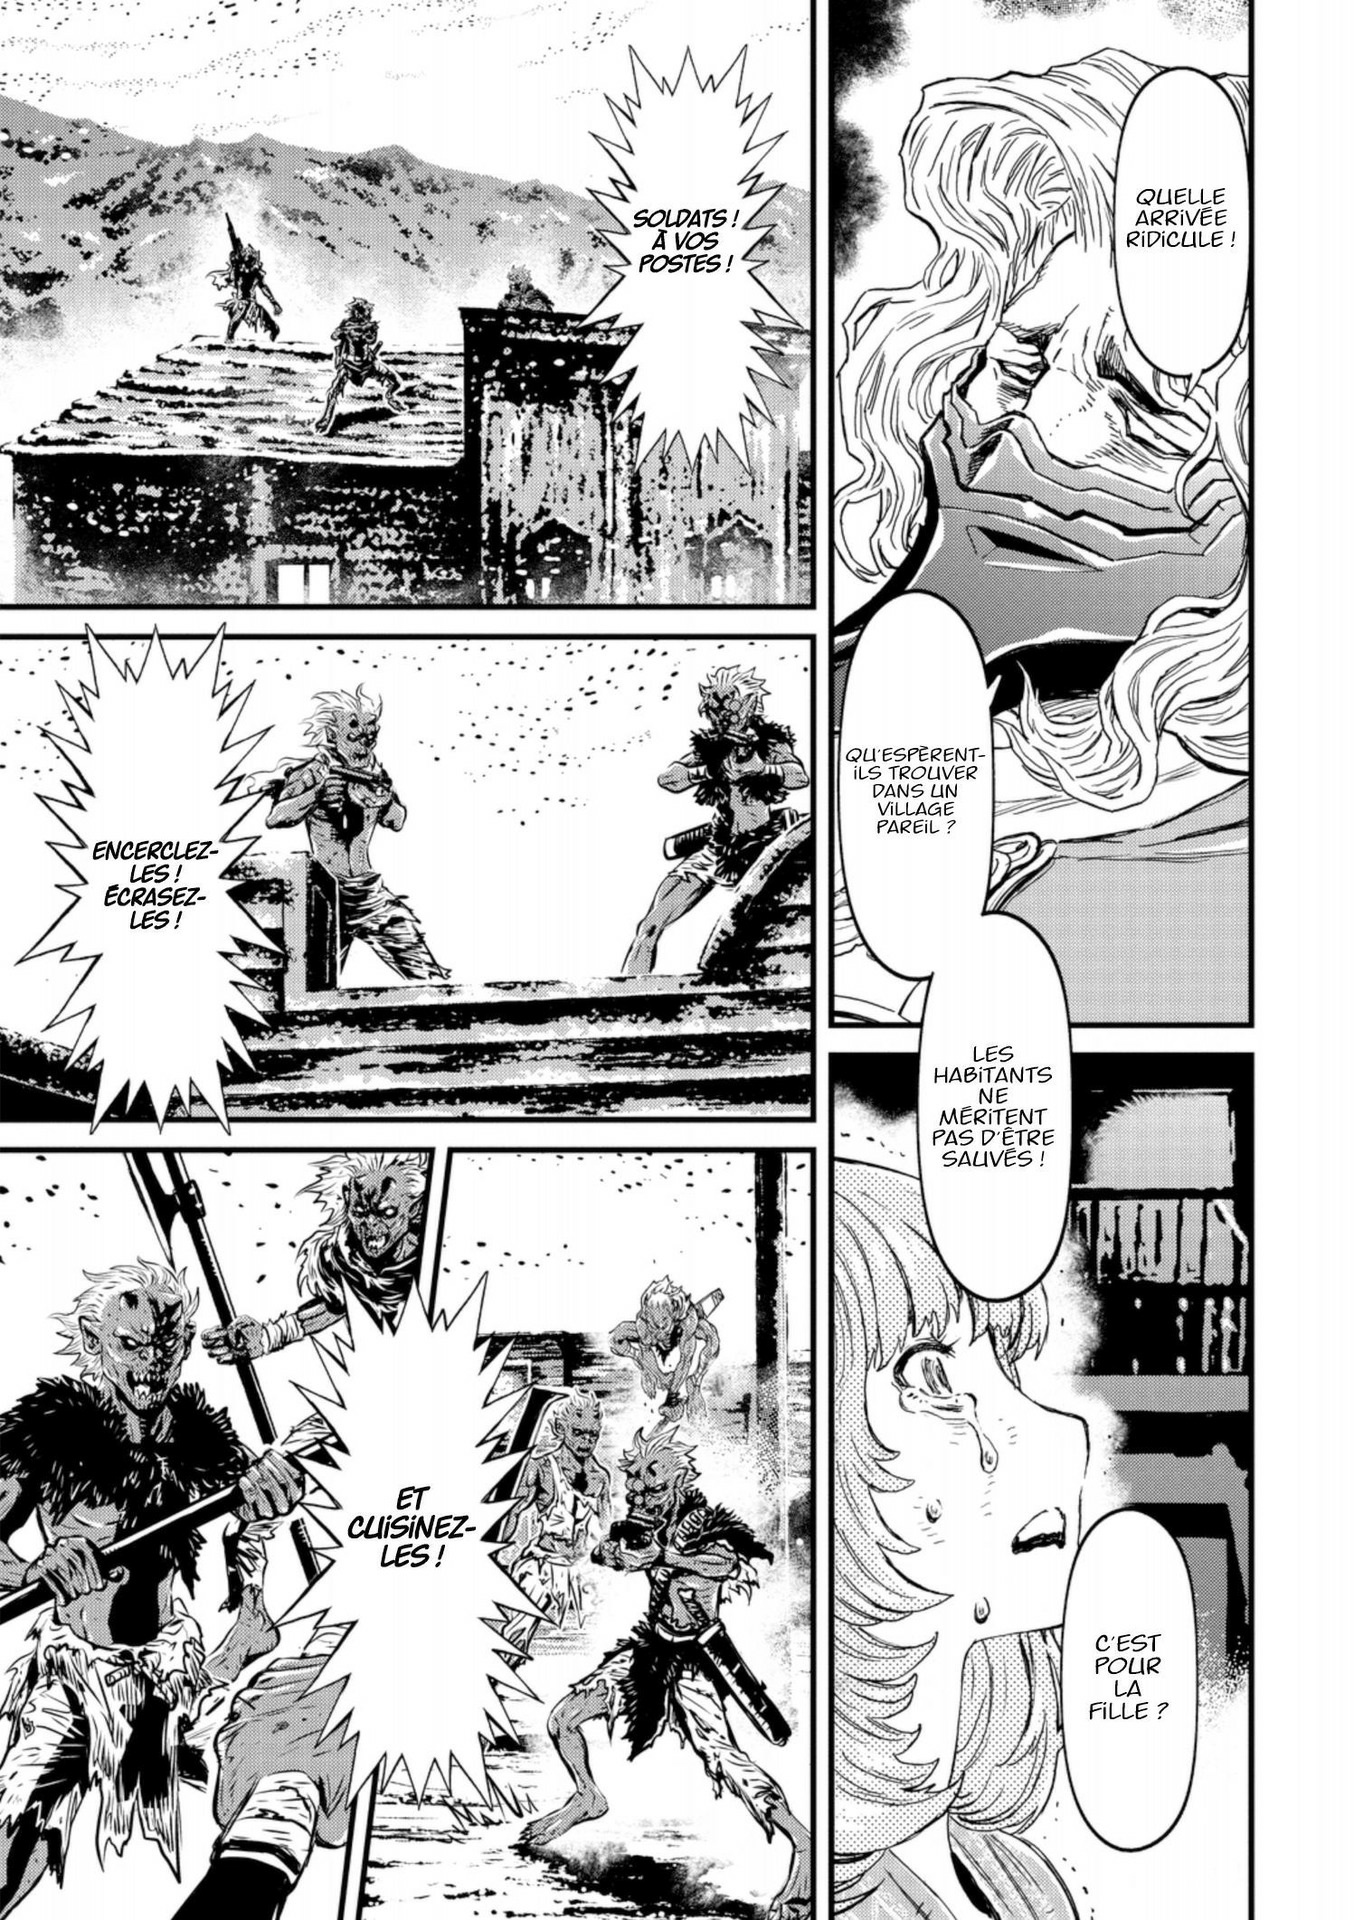 QUELLE
ARRIVÉE
RIDICULE !
QU'ESPÈRENT-
ILS TROUVER
DANS UN
VILLAGE
PAREIL ?
LES
HABITANTS
NE
MÉRITENT
PAS D'ÊTRE
SAUVÉS !
C'EST
POUR
LA
FILLE ?
SOLDATS !
À VOS
POSTES !
ENCERCLEZ-
LES !
ÉCRASEZ-
LES !
ET
CUISINEZ-
LES !